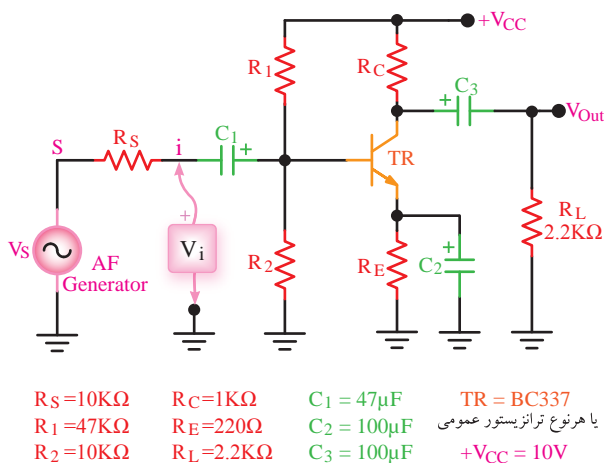 +VCC
R1
RC
C3
+
VOut
S
RS
i
C1
+
TR
RL
2.2KΩ
+
Vi
VS
AF
Generator
R2
RE
+
C2
RS=10KΩ
RC=1KΩ
C1 = 47µF
TR = BC337
R1=47KΩ
RE=220Ω
C2 = 100µF
یا هرنوع ترانزیستور عمومی
R2=10KΩ
RL=2.2KΩ
C3 = 100µF
+VCC = 10V